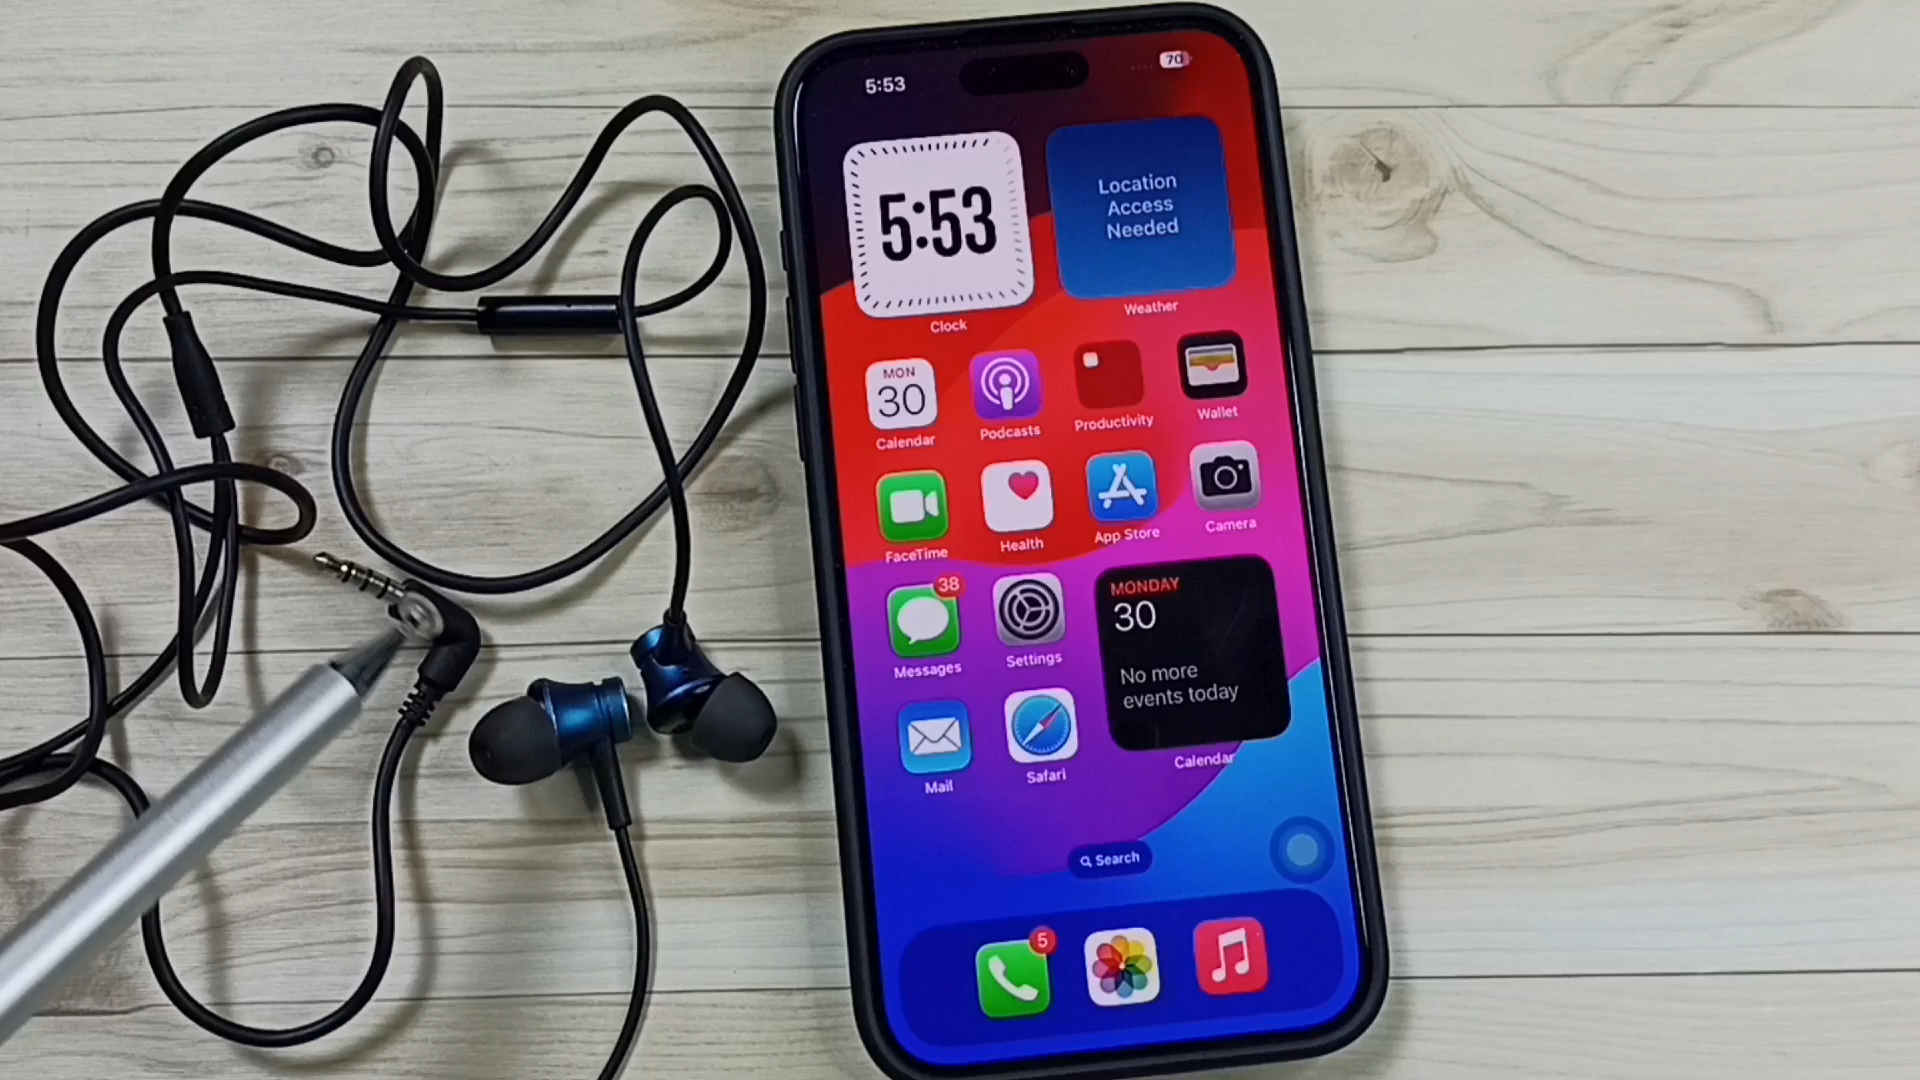 5:53
70
5:53
Clock
Location
Access
Needed
Weather
MON
30
Calendar
Podcasts
Productivity
Wallet
FaceTime
Health
App Store
Camera
38
Messages
Settings
MONDAY
30
No more
events today
Calendar
Mail
Safari
Search
5